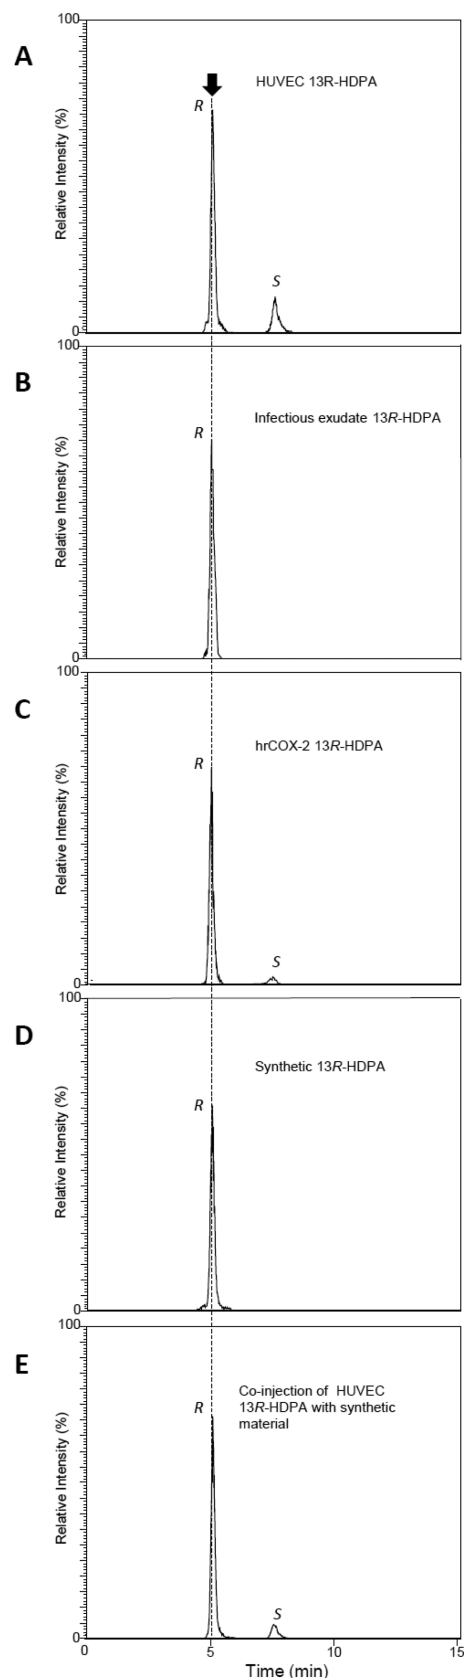 A
100
Relative Intensity (%)
0
R
HUVEC 13R-HDPA
S
B
100
Relative Intensity (%)
0
R
Infectious exudate 13R-HDPA
C
100
Relative Intensity (%)
0
R
hrCOX-2 13R-HDPA
S
D
100
Relative Intensity (%)
0
R
Synthetic 13R-HDPA
E
100
Relative Intensity (%)
0
R
Co-injection of HUVEC
13R-HDPA with synthetic
material
S
0 5 10 15
Time (min)